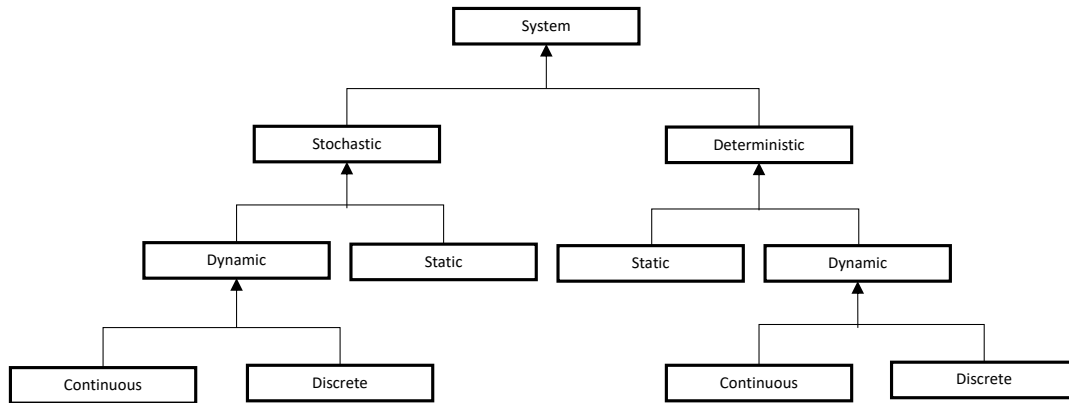 System
Stochastic
Deterministic
Dynamic
Static
Static
Dynamic
Continuous
Discrete
Continuous
Discrete